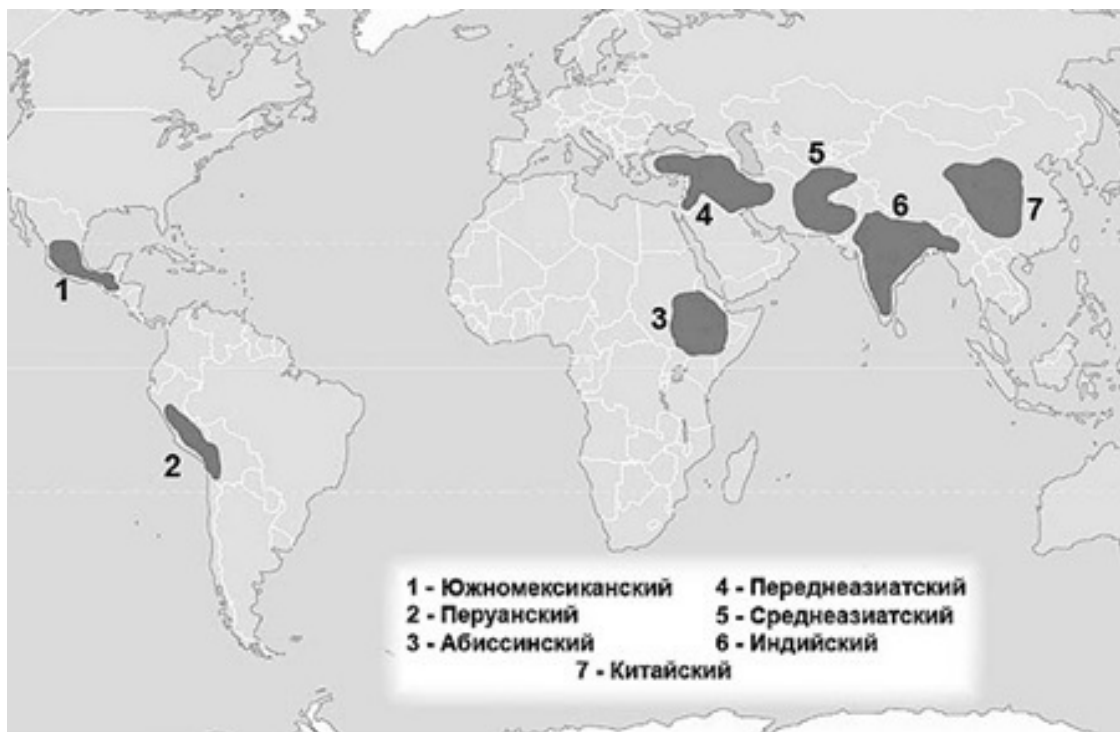 5
6
7
4
1
3
2
1 - Южномексиканский
2 - Перуанский
3 - Абиссинский
4 - Переднеазиатский
5 - Среднеазиатский
6 - Индийский
7 - Китайский